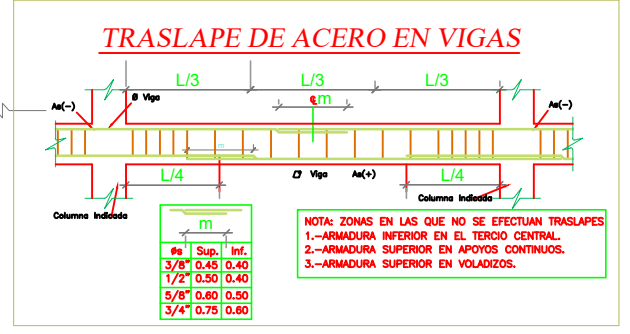 TRASLAPE DE ACERO EN VIGAS
L/3 L/3 L/3
As(-) Ø Viga ℄ m As(-)
m
Ø Viga As(+)
L/4 L/4
Columna Indicada Columna Indicada
m
Øs Sup. Inf.
3/8" 0.45 0.40
1/2" 0.50 0.40
5/8" 0.60 0.50
3/4" 0.75 0.60
NOTA: ZONAS EN LAS QUE NO SE EFECTUAN TRASLAPES
1.-ARMADURA INFERIOR EN EL TERCIO CENTRAL.
2.-ARMADURA SUPERIOR EN APOYOS CONTINUOS.
3.-ARMADURA SUPERIOR EN VOLADIZOS.